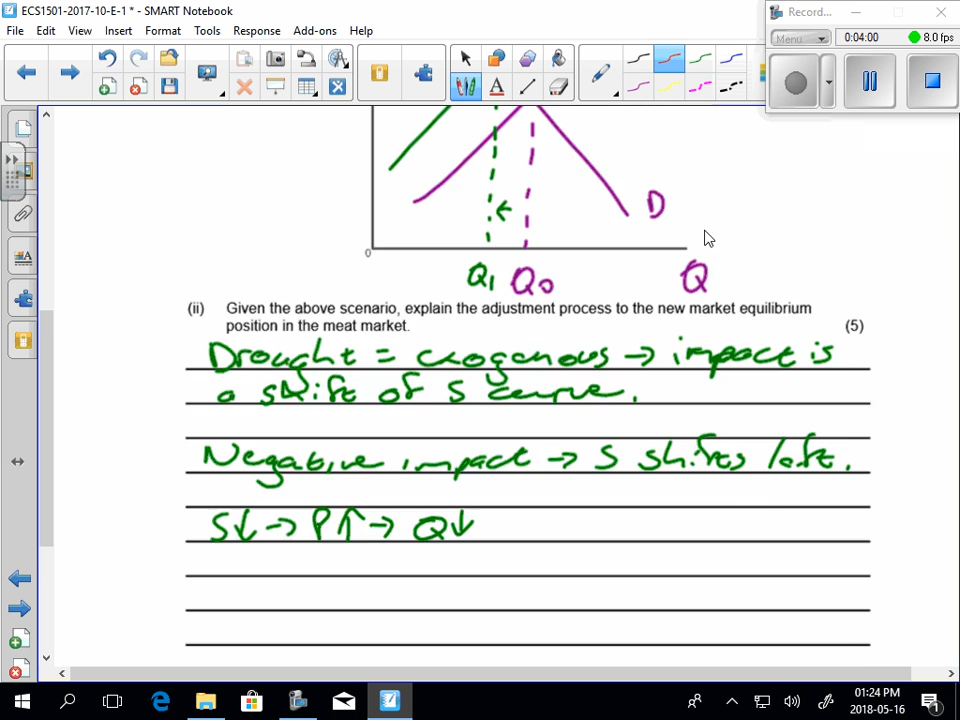 ECS1501-2017-10-E-1 * - SMART Notebook
File Edit View Insert Format Tools Response Add-ons Help
Record...
Menu 0:04:00 8.0 fps
D
0
Q1 Q0 Q
(ii) Given the above scenario, explain the adjustment process to the new market equilibrium
position in the meat market. (5)
Drought = exogenous → impact is
a shift of S curve.
Negative impact → S shifts left.
S↓ → P↑ → Q↓
01:24 PM
2018-05-16
1